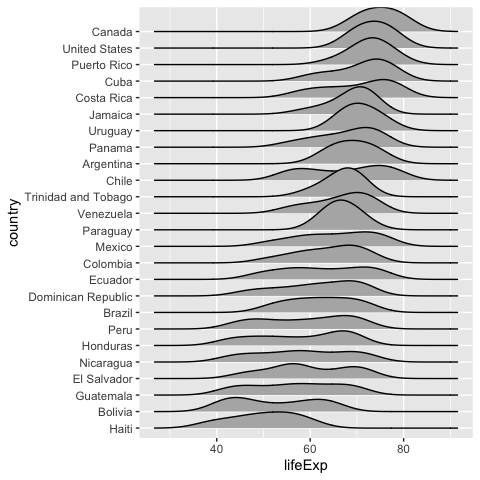 Canada
United States
Puerto Rico
Cuba
Costa Rica
Jamaica
Uruguay
Panama
Argentina
Chile
Trinidad and Tobago
Venezuela
Paraguay
Mexico
Colombia
Ecuador
Dominican Republic
Brazil
Peru
Honduras
Nicaragua
El Salvador
Guatemala
Bolivia
Haiti
country
40 60 80
lifeExp